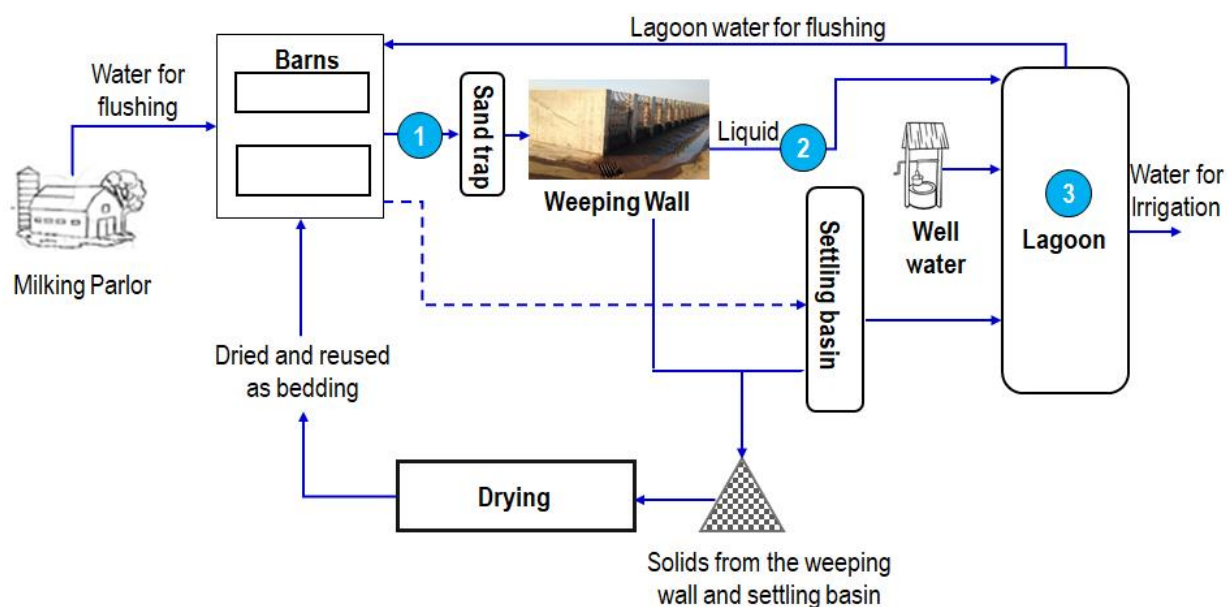 Lagoon water for flushing
Water for
flushing
Barns
1
Sand trap
Liquid
2
Weeping Wall
Milking Parlor
Settling basin
Well
water
3
Lagoon
Water for
Irrigation
Dried and reused
as bedding
Drying
Solids from the weeping
wall and settling basin